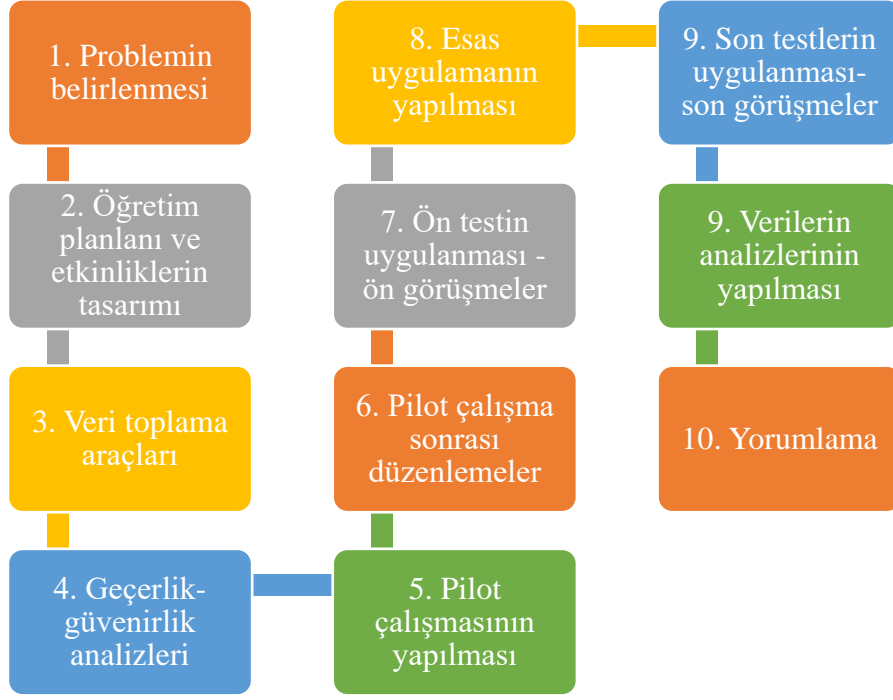 1. Problemin
belirlenmesi
2. Öğretim
planlanı ve
etkinliklerin
tasarımı
3. Veri toplama
araçları
4. Geçerlik-
güvenirlik
analizleri
5. Pilot
çalışmasının
yapılması
6. Pilot çalışma
sonrası
düzenlemeler
7. Ön testin
uygulanması -
ön görüşmeler
8. Esas
uygulamanın
yapılması
9. Son testlerin
uygulanması-
son görüşmeler
9. Verilerin
analizlerinin
yapılması
10. Yorumlama